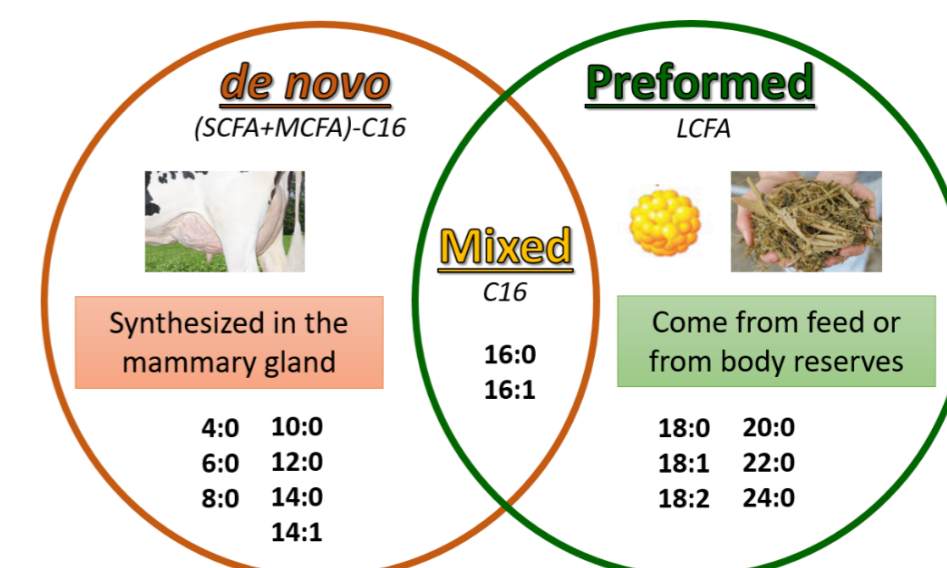 de novo
(SCFA+MCFA)-C16
Synthesized in the
mammary gland
4:0 10:0
6:0 12:0
8:0 14:0
14:1
Mixed
C16
16:0
16:1
Preformed
LCFA
Come from feed or
from body reserves
18:0 20:0
18:1 22:0
18:2 24:0